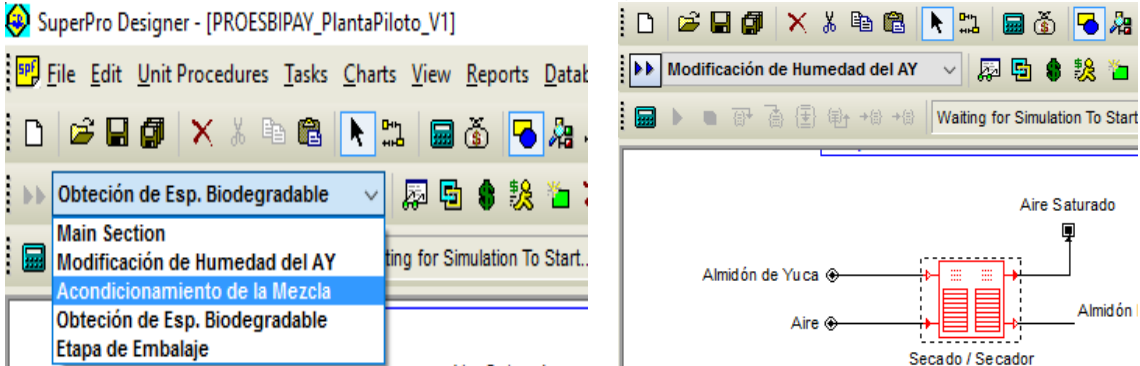 SuperPro Designer - [PROESBIPAY_PlantaPiloto_V1]
File Edit Unit Procedures Tasks Charts View Reports Datab
Obteción de Esp. Biodegradable
Main Section
Modificación de Humedad del AY
Acondicionamiento de la Mezcla
Obteción de Esp. Biodegradable
Etapa de Embalaje
ting for Simulation To Start..
Modificación de Humedad del AY
Waiting for Simulation To Start
Aire Saturado
Almidón de Yuca
Aire
Almidón
Secado / Secador